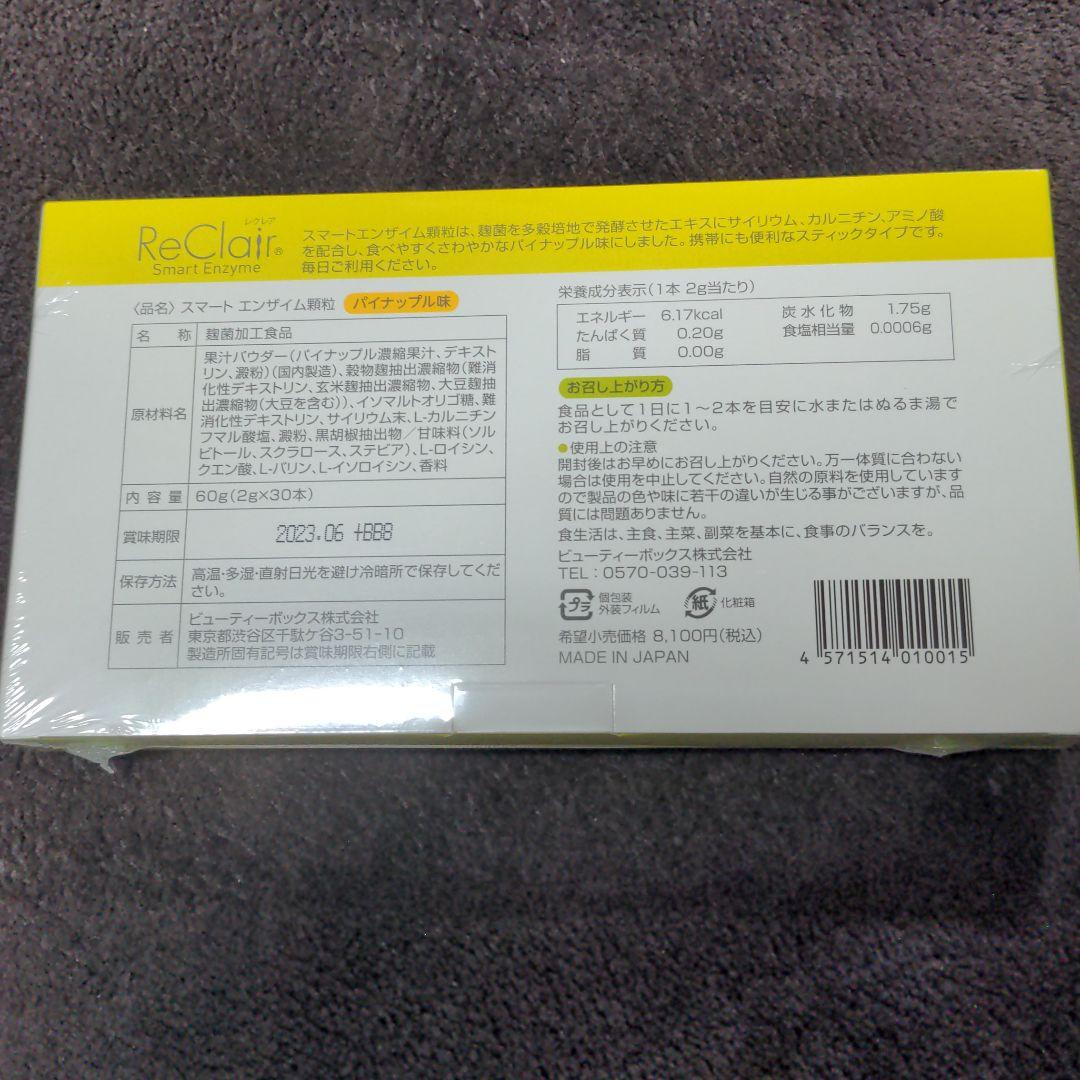 レクレア
ReClair®
Smart Enzyme
スマートエンザイム顆粒は、麹菌を多穀培地で発酵させたエキスにサイリウム、カルニチン、アミノ酸
を配合し、食べやすくさわやかなパイナップル味にしました。携帯にも便利なスティックタイプです。
毎日ご利用ください。
〈品名〉スマート エンザイム顆粒 パイナップル味
名称 麹菌加工食品
原材料名
果汁パウダー(パイナップル濃縮果汁、デキスト
リン、澱粉)(国内製造)、穀物麹抽出濃縮物(難消
化性デキストリン、玄米麹抽出濃縮物、大豆麹抽
出濃縮物(大豆を含む))、イソマルトオリゴ糖、難
消化性デキストリン、サイリウム末、L-カルニチン
フマル酸塩、澱粉、黒胡椒抽出物/甘味料(ソル
ビトール、スクラロース、ステビア)、L-ロイシン、
クエン酸、L-バリン、L-イソロイシン、香料
内容量 60g(2g×30本)
賞味期限 2023.06 +BB8
保存方法
高温・多湿・直射日光を避け冷暗所で保存してくだ
さい。
販売者
ビューティーボックス株式会社
東京都渋谷区千駄ケ谷3-51-10
製造所固有記号は賞味期限右側に記載
栄養成分表示(1本 2g当たり)
エネルギー 6.17kcal 炭水化物 1.75g
たんぱく質 0.20g 食塩相当量 0.0006g
脂質 0.00g
お召し上がり方
食品として1日に1～2本を目安に水またはぬるま湯で
お召し上がりください。
●使用上の注意
開封後はお早めにお召し上がりください。万一体質に合わない
場合は使用を中止してください。自然の原料を使用しています
ので製品の色や味に若干の違いが生じる事がございますが、品
質には問題ありません。
食生活は、主食、主菜、副菜を基本に、食事のバランスを。
ビューティーボックス株式会社
TEL:0570-039-113
プラ 個包装
外装フィルム
紙 化粧箱
希望小売価格 8,100円(税込)
MADE IN JAPAN
4 571514 010015